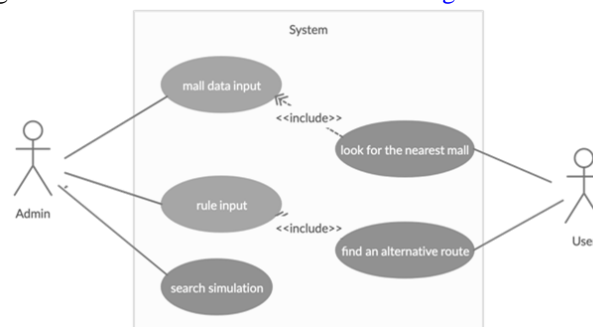 System
mall data input
<<include>>
look for the nearest mall
Admin
rule input
<<include>>
find an alternative route
search simulation